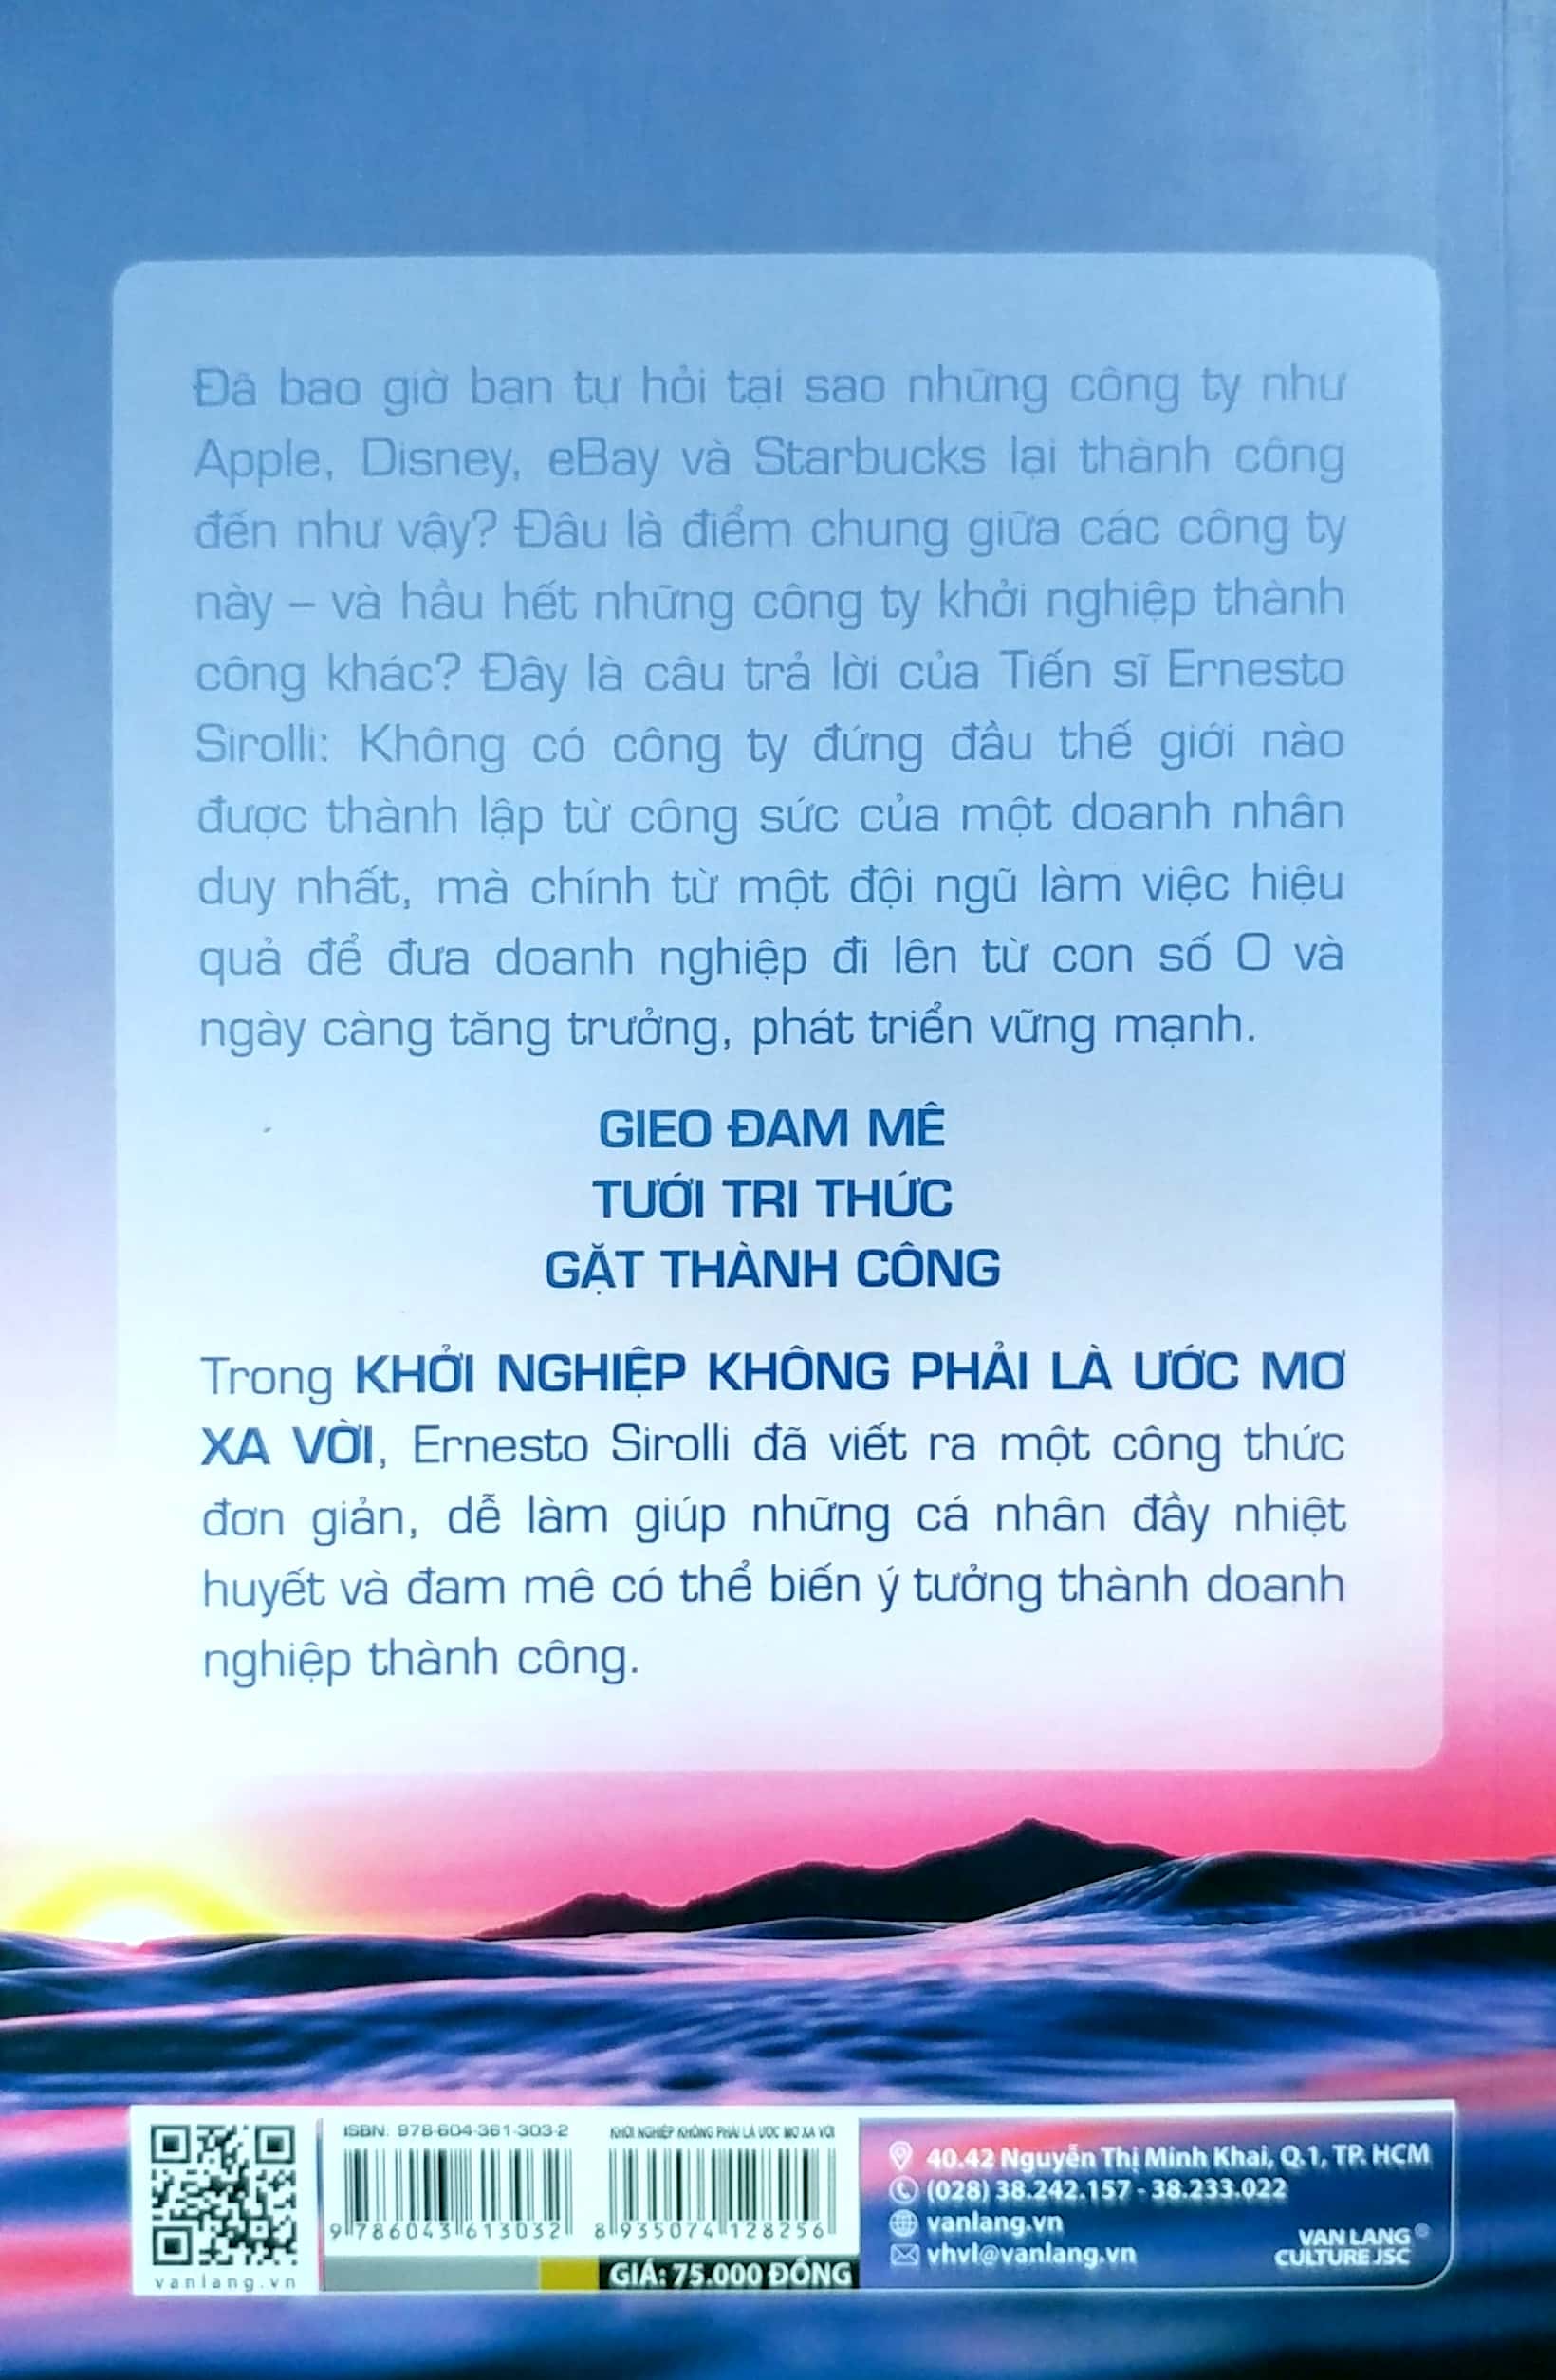 Đã bao giờ bạn tự hỏi tại sao những công ty như
Apple, Disney, eBay và Starbucks lại thành công
đến như vậy? Đâu là điểm chung giữa các công ty
này – và hầu hết những công ty khởi nghiệp thành
công khác? Đây là câu trả lời của Tiến sĩ Ernesto
Sirolli: Không có công ty đứng đầu thế giới nào
được thành lập từ công sức của một doanh nhân
duy nhất, mà chính từ một đội ngũ làm việc hiệu
quả để đưa doanh nghiệp đi lên từ con số 0 và
ngày càng tăng trưởng, phát triển vững mạnh.
GIEO ĐAM MÊ
TƯỚI TRI THỨC
GẶT THÀNH CÔNG
Trong KHỞI NGHIỆP KHÔNG PHẢI LÀ ƯỚC MƠ
XA VỜI, Ernesto Sirolli đã viết ra một công thức
đơn giản, dễ làm giúp những cá nhân đầy nhiệt
huyết và đam mê có thể biến ý tưởng thành doanh
nghiệp thành công.
vanlang.vn
ISBN: 978-604-361-303-2
9 786043 613032
KHỞI NGHIỆP KHÔNG PHẢI LÀ ƯỚC MƠ XA VỜI
8 935074 128256
GIÁ: 75.000 ĐỒNG
40.42 Nguyễn Thị Minh Khai, Q.1, TP. HCM
(028) 38.242.157 - 38.233.022
vanlang.vn
vhvl@vanlang.vn
VAN LANG®
CULTURE JSC